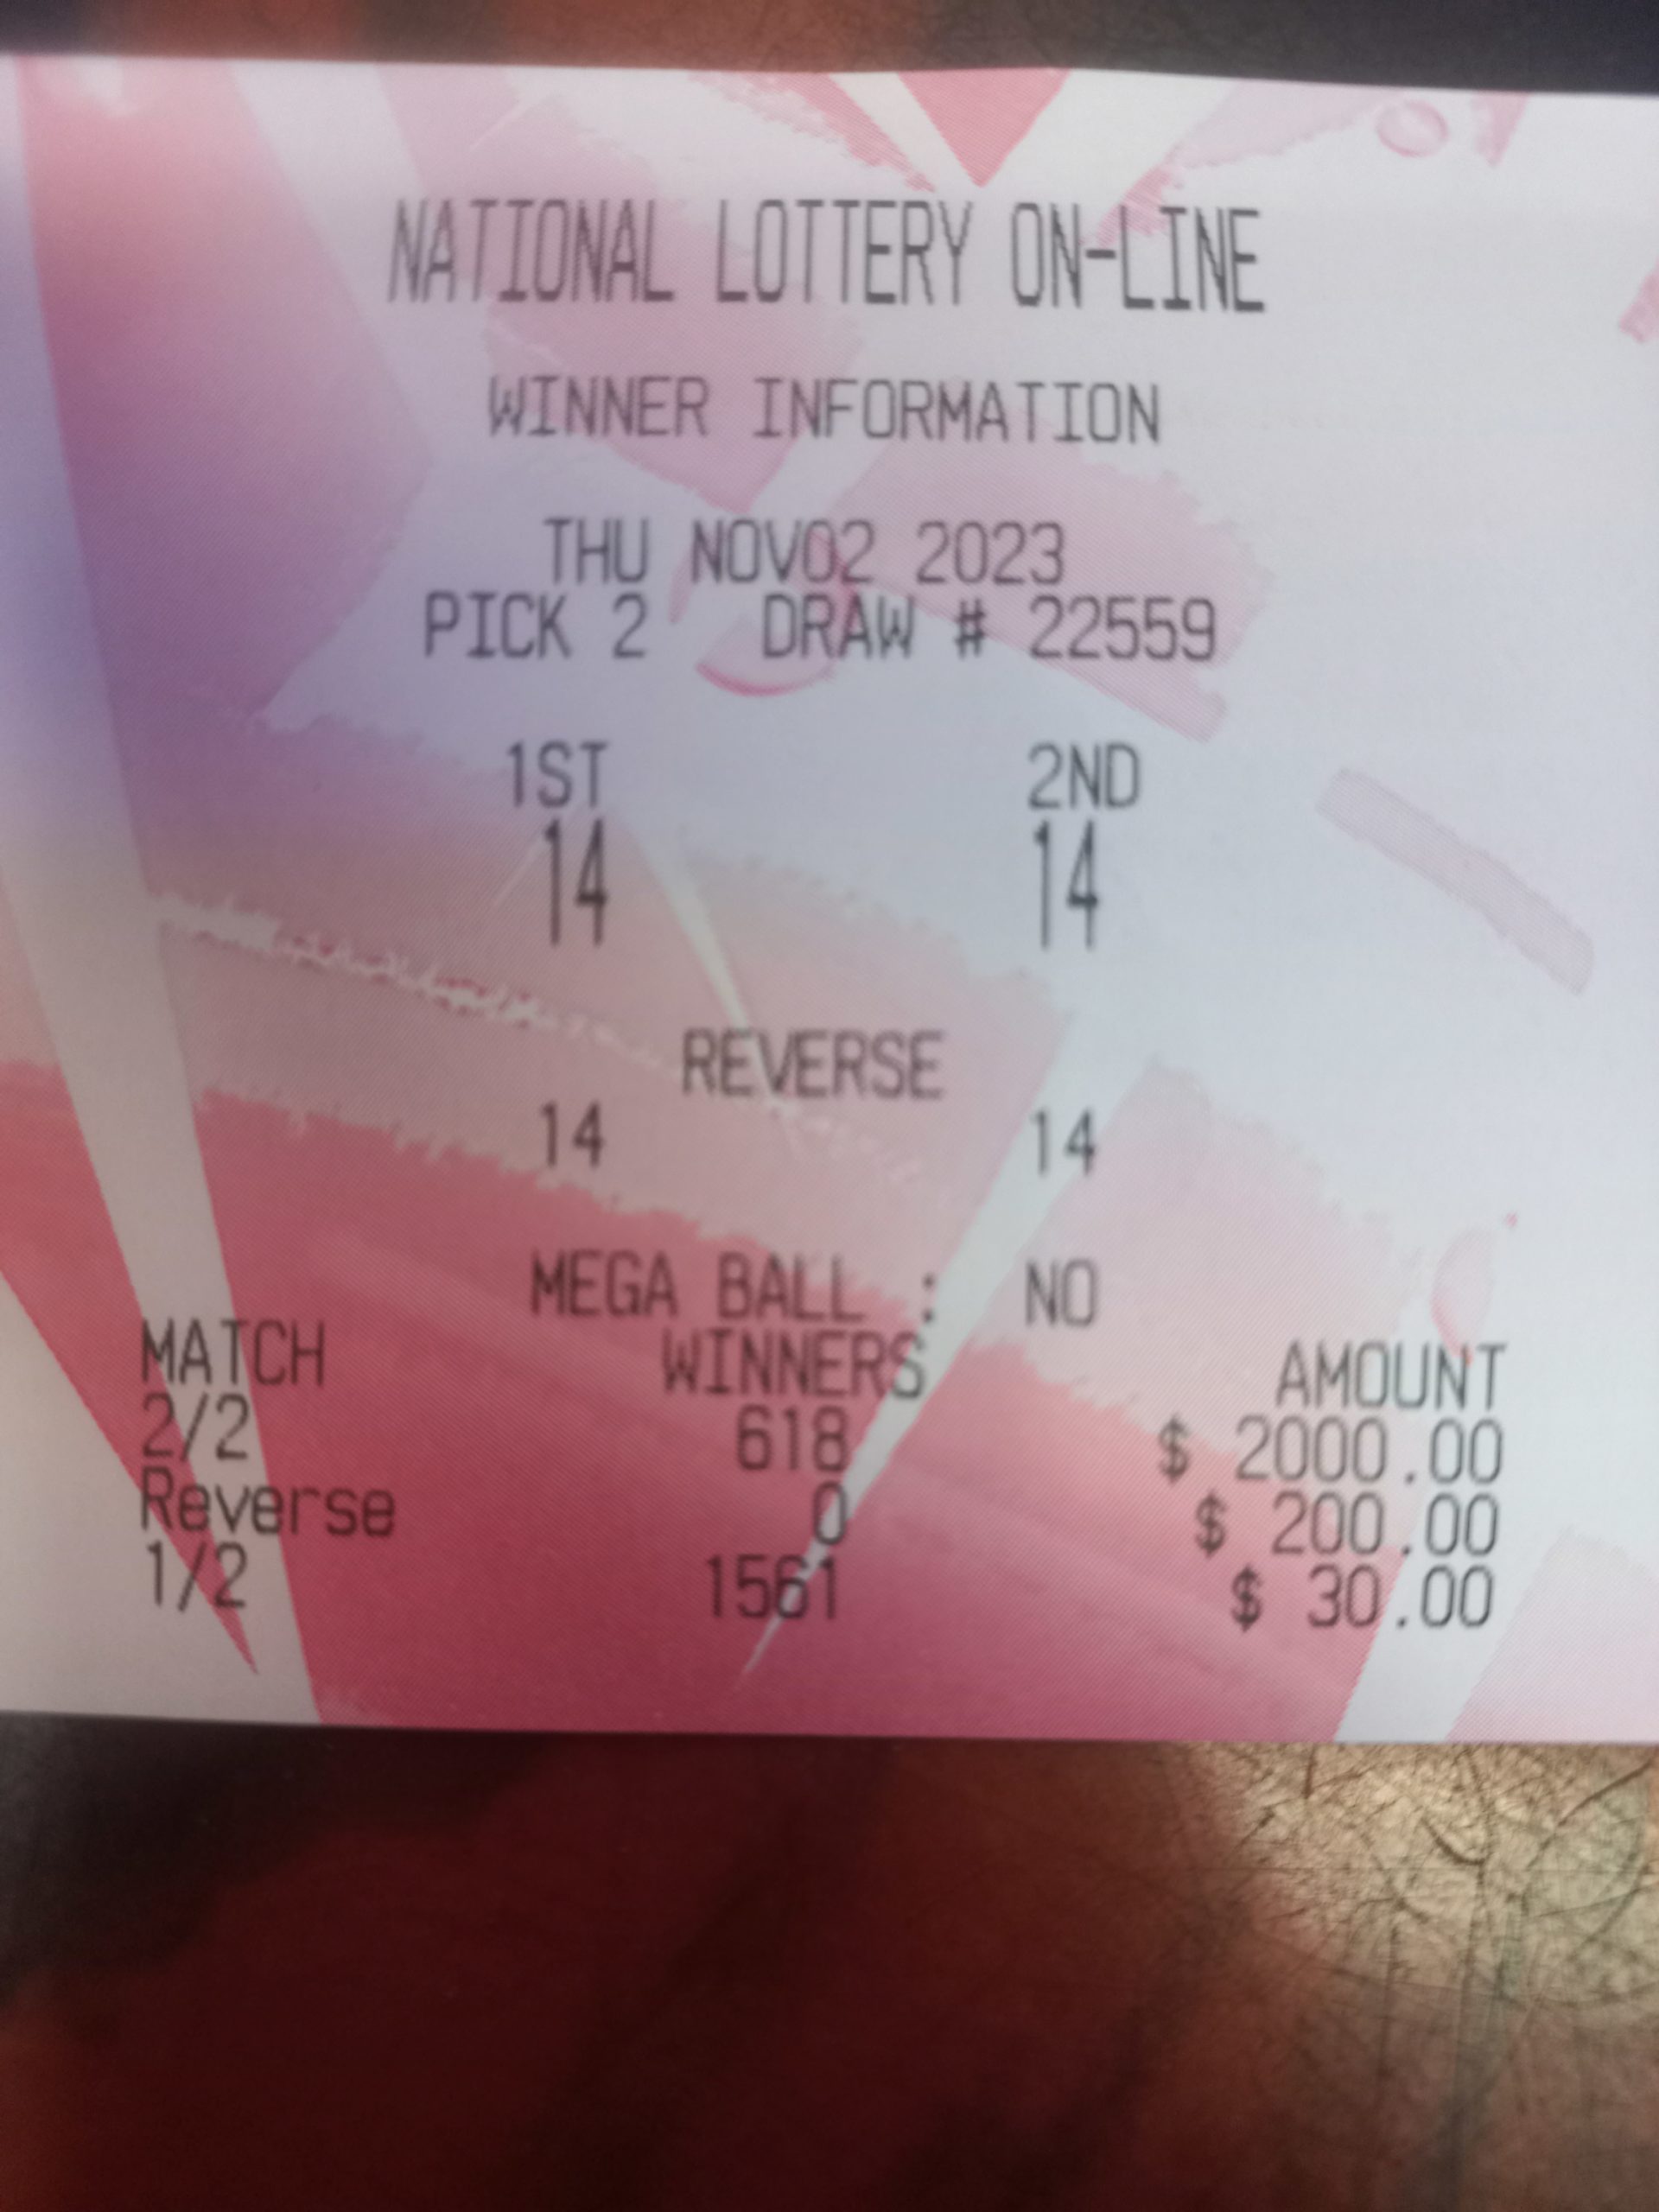 NATIONAL LOTTERY ON-LINE
WINNER INFORMATION
THU NOV02 2023
PICK 2 DRAW # 22559
1ST 2ND
14 14
REVERSE
14 14
MEGA BALL : NO
MATCH WINNERS AMOUNT
2/2 618 $ 2000.00
Reverse 0 $ 200.00
1/2 1561 $ 30.00